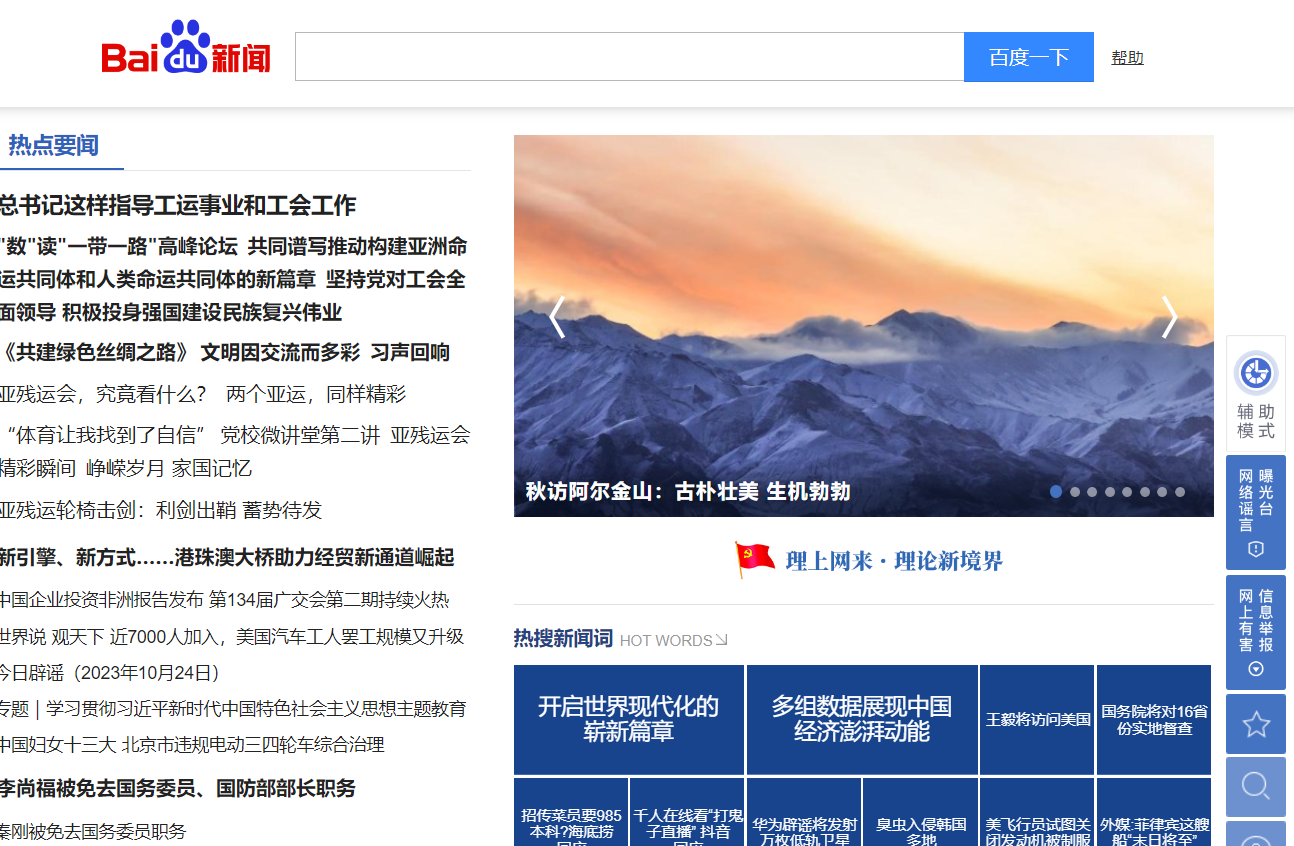 Bai du 新闻
百度一下
帮助
热点要闻
总书记这样指导工运事业和工会工作
"数"读"一带一路"高峰论坛 共同谱写推动构建亚洲命
运共同体和人类命运共同体的新篇章 坚持党对工会全
面领导 积极投身强国建设民族复兴伟业
《共建绿色丝绸之路》 文明因交流而多彩 习声回响
亚残运会，究竟看什么？ 两个亚运，同样精彩
“体育让我找到了自信” 党校微讲堂第二讲 亚残运会
精彩瞬间 峥嵘岁月 家国记忆
亚残运轮椅击剑：利剑出鞘 蓄势待发
新引擎、新方式……港珠澳大桥助力经贸新通道崛起
中国企业投资非洲报告发布 第134届广交会第二期持续火热
世界说 观天下 近7000人加入，美国汽车工人罢工规模又升级
今日辟谣（2023年10月24日）
专题 | 学习贯彻习近平新时代中国特色社会主义思想主题教育
中国妇女十三大 北京市违规电动三四轮车综合治理
李尚福被免去国务委员、国防部部长职务
秦刚被免去国务委员职务
秋访阿尔金山：古朴壮美 生机勃勃
理上网来·理论新境界
热搜新闻词 HOT WORDS
开启世界现代化的
崭新篇章
多组数据展现中国
经济澎湃动能
王毅将访问美国
国务院将对16省
份实地督查
招传菜员要985
本科?海底捞
回应
千人在线看“打鬼
子直播” 抖音
回应
华为辟谣将发射
万枚低轨卫星
臭虫入侵韩国
多地
美飞行员试图关
闭发动机被制服
外媒:菲律宾这艘
船“末日将至”
辅助
模式
网络谣言
曝光台
网上有害
信息举报